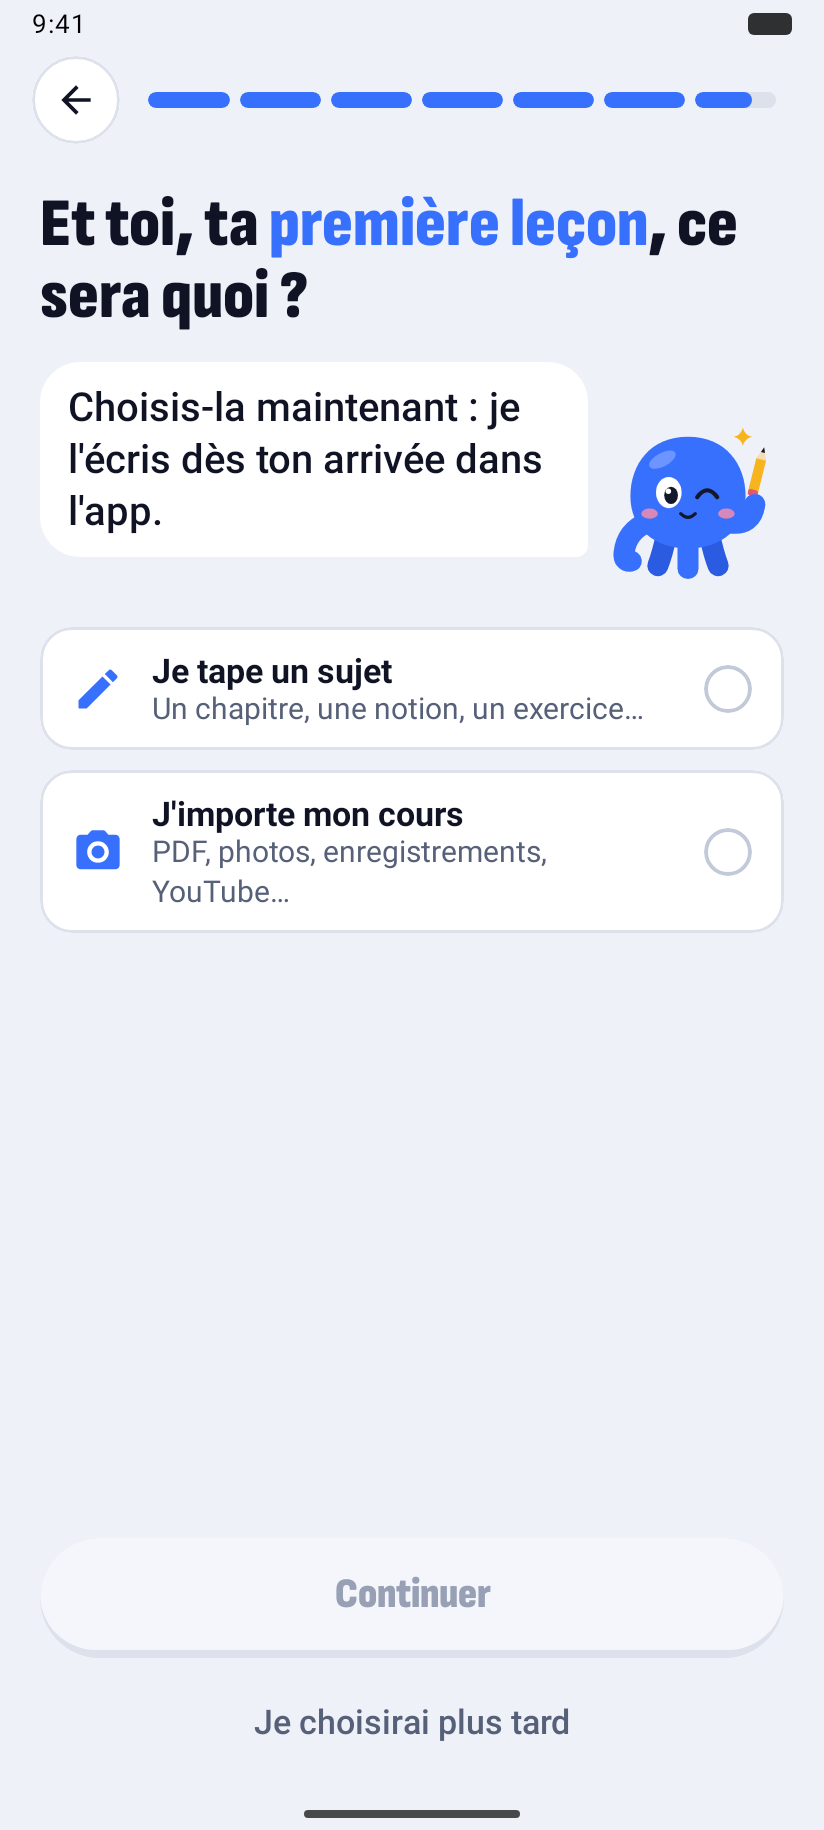 9:41
Et toi, ta première leçon, ce
sera quoi ?
Choisis-la maintenant : je
l'écris dès ton arrivée dans
l'app.
Je tape un sujet
Un chapitre, une notion, un exercice…
J'importe mon cours
PDF, photos, enregistrements,
YouTube…
Continuer
Je choisirai plus tard